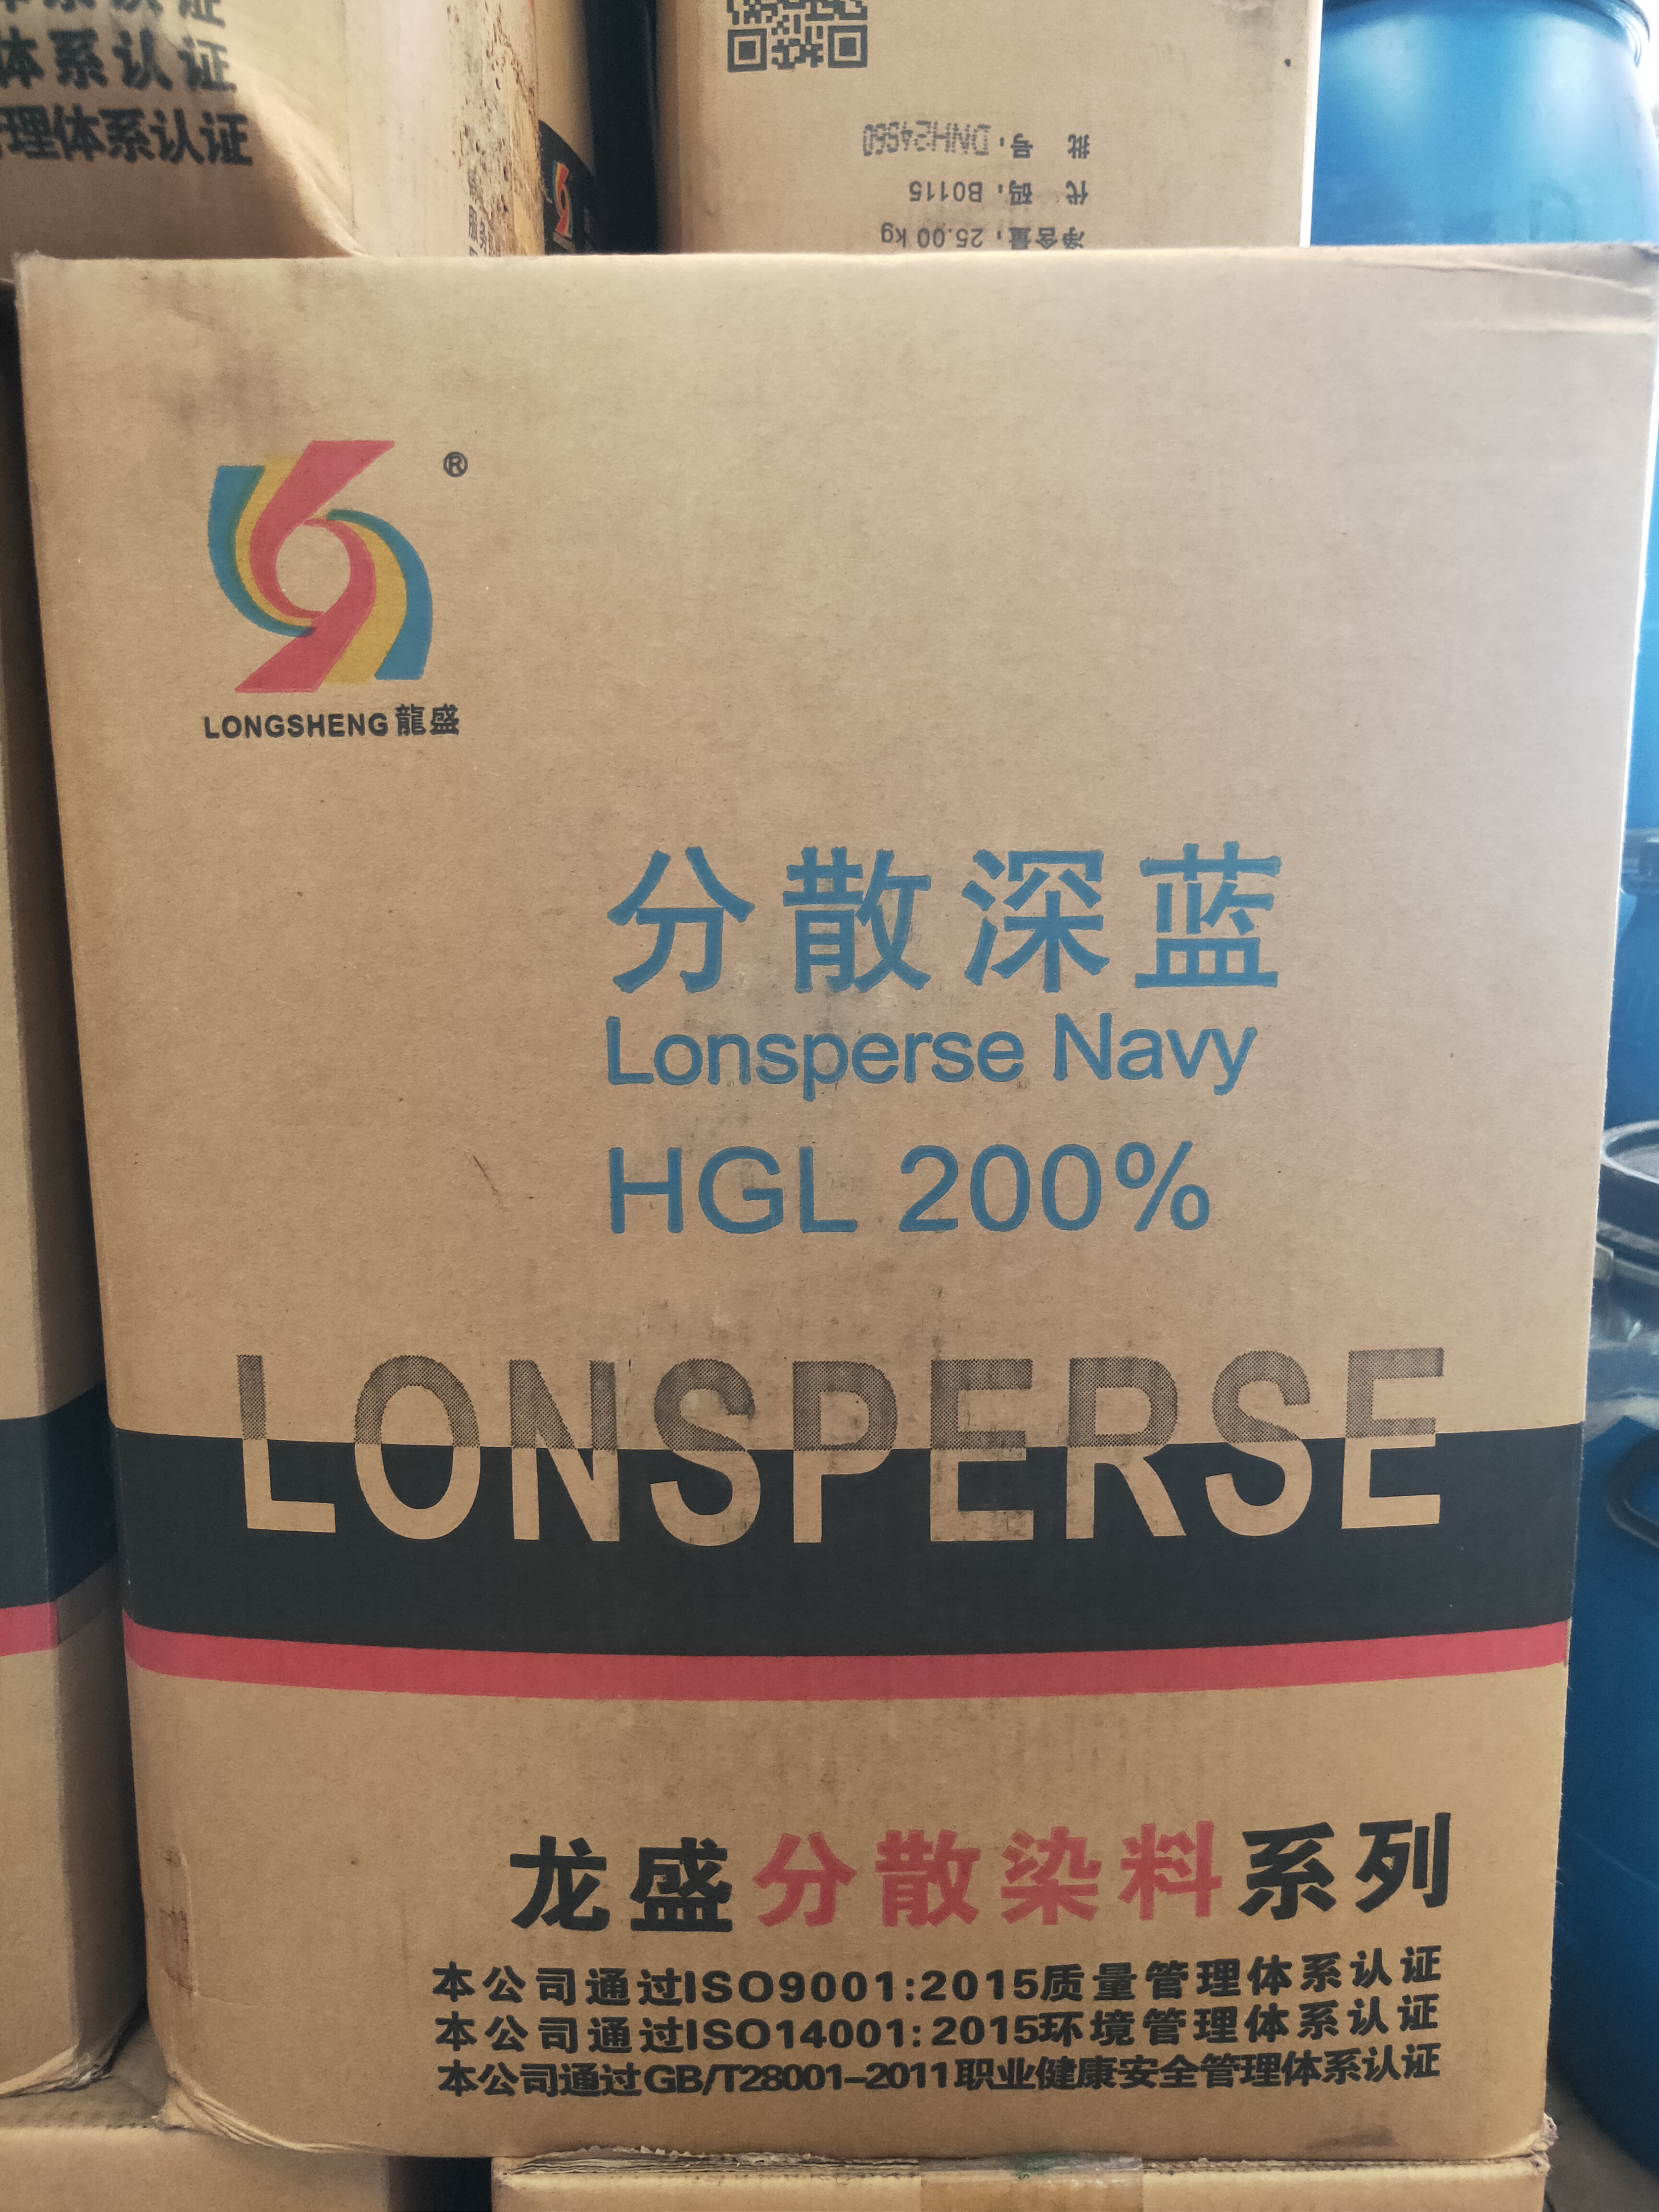 体系认证
体系认证
管理体系认证
批 号：DNH24560
代 码：B0115
净含量：25.00 kg
®
LONGSHENG 龍盛
分散深蓝
Lonsperse Navy
HGL 200%
LONSPERSE
龙盛分散染料系列
本公司通过ISO9001:2015质量管理体系认证
本公司通过ISO14001:2015环境管理体系认证
本公司通过GB/T28001-2011职业健康安全管理体系认证